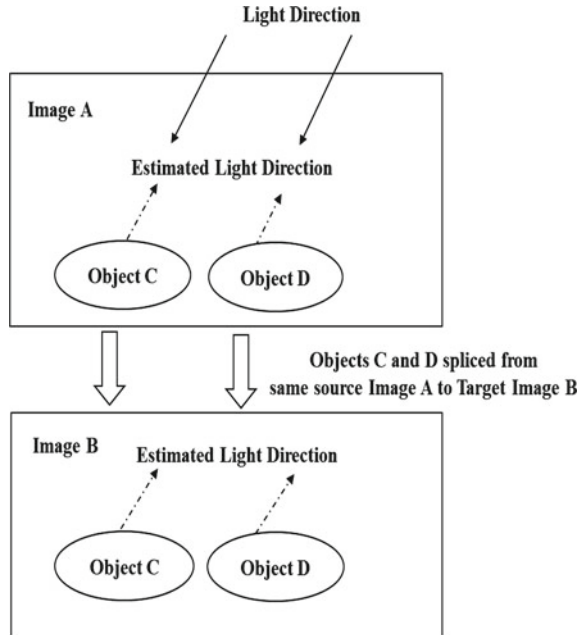 Light Direction
Image A
Estimated Light Direction
Object C
Object D
Objects C and D spliced from
same source Image A to Target Image B
Image B
Estimated Light Direction
Object C
Object D